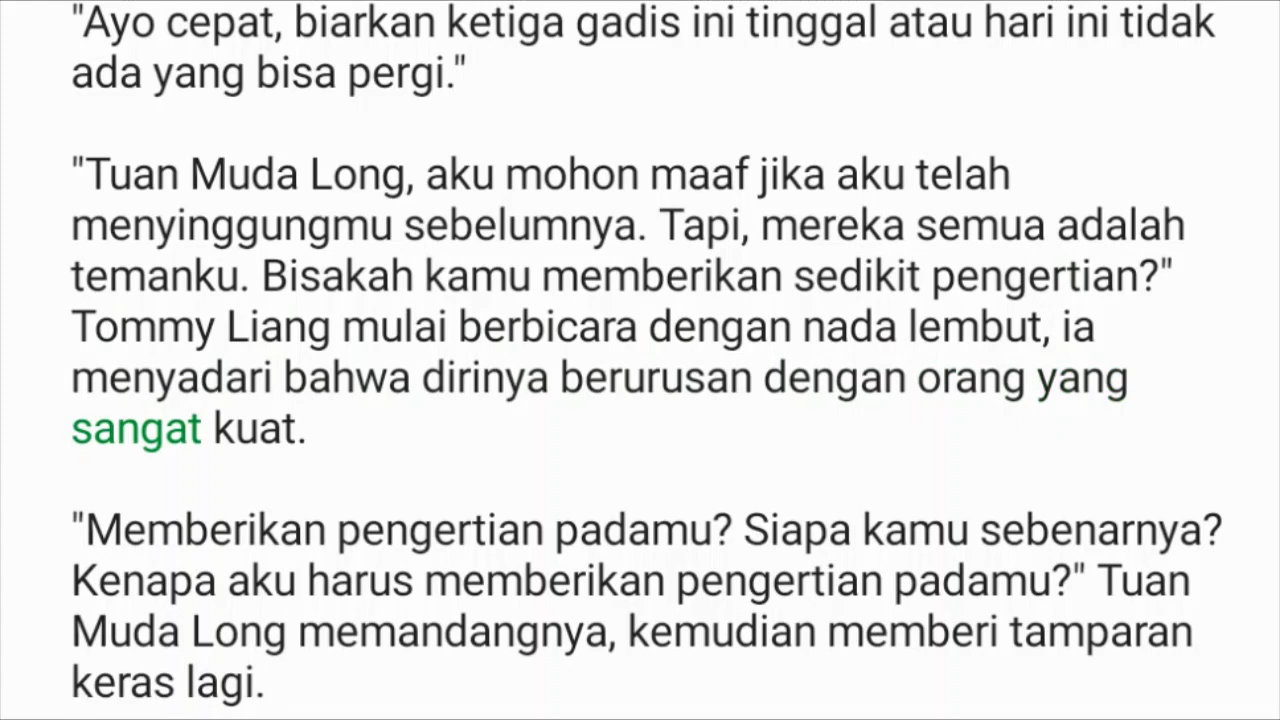 "Ayo cepat, biarkan ketiga gadis ini tinggal atau hari ini tidak
ada yang bisa pergi."
"Tuan Muda Long, aku mohon maaf jika aku telah
menyinggungmu sebelumnya. Tapi, mereka semua adalah
temanku. Bisakah kamu memberikan sedikit pengertian?"
Tommy Liang mulai berbicara dengan nada lembut, ia
menyadari bahwa dirinya berurusan dengan orang yang
sangat kuat.
"Memberikan pengertian padamu? Siapa kamu sebenarnya?
Kenapa aku harus memberikan pengertian padamu?" Tuan
Muda Long memandangnya, kemudian memberi tamparan
keras lagi.